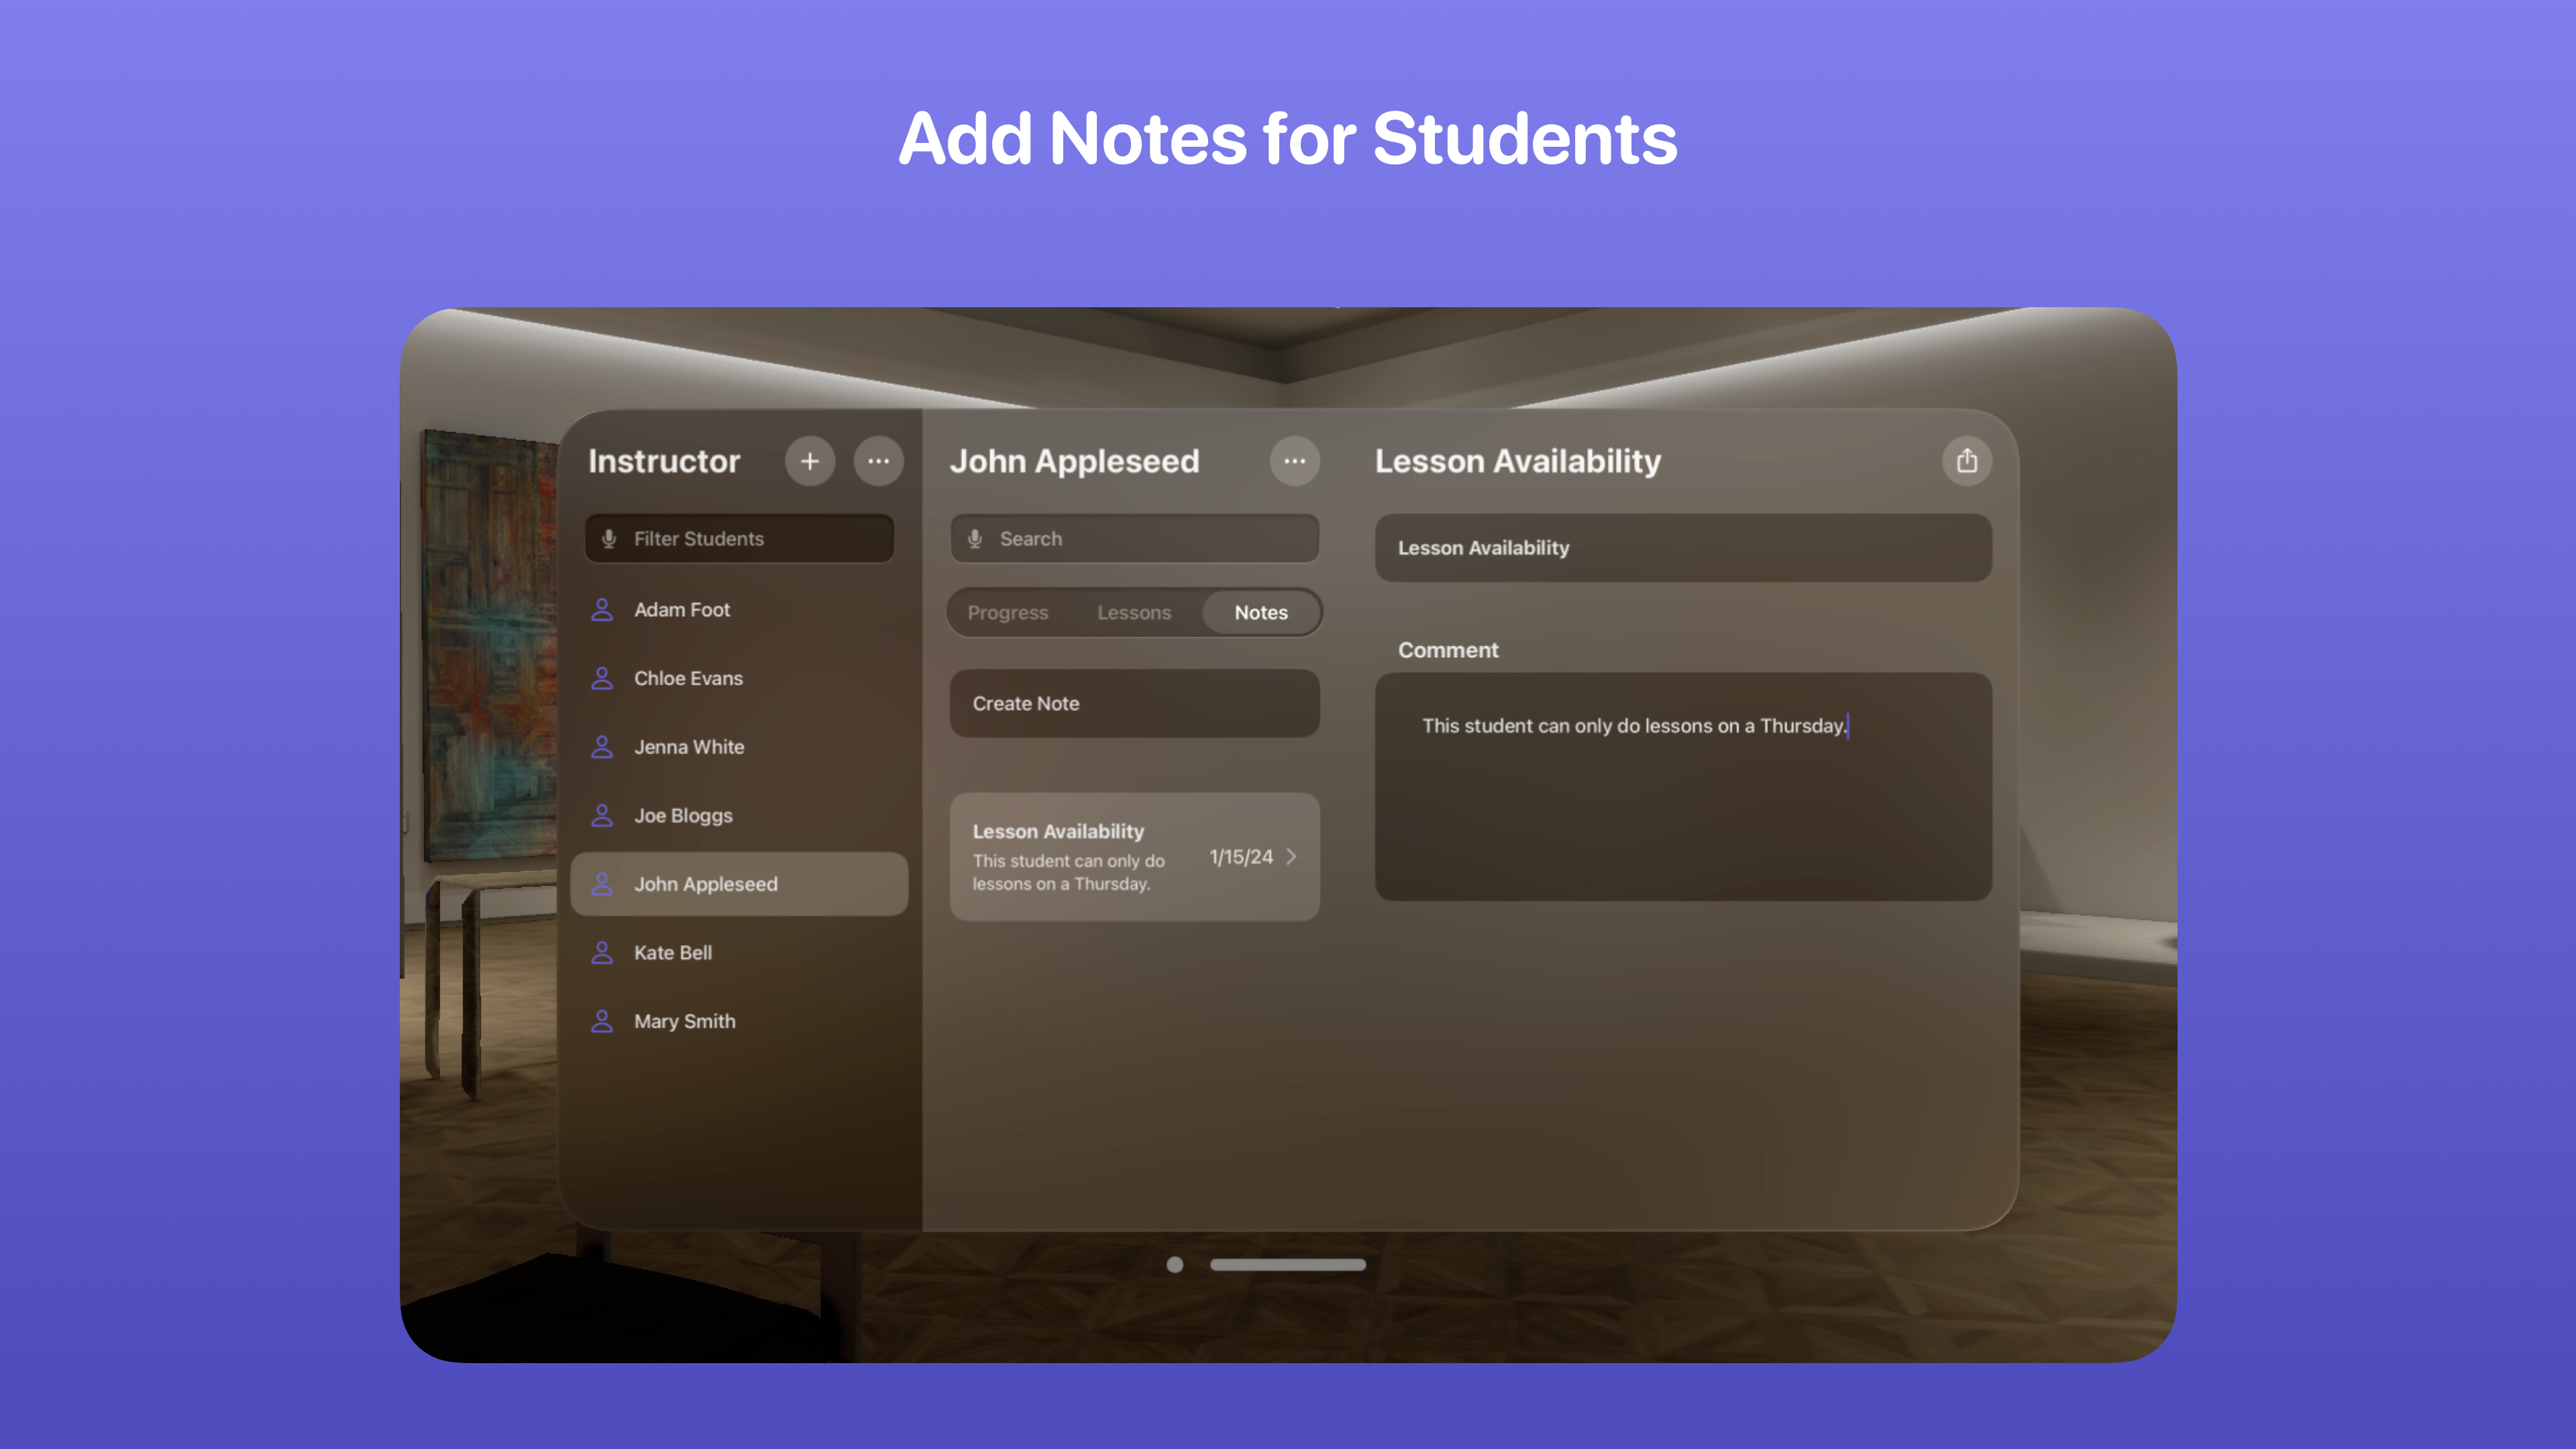 Add Notes for Students
Instructor
Filter Students
Adam Foot
Chloe Evans
Jenna White
Joe Bloggs
John Appleseed
Kate Bell
Mary Smith
John Appleseed
Search
Progress Lessons Notes
Create Note
Lesson Availability
This student can only do
lessons on a Thursday.
1/15/24
Lesson Availability
Lesson Availability
Comment
This student can only do lessons on a Thursday.